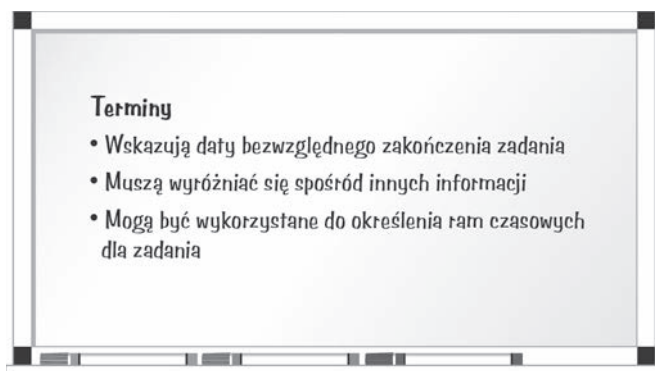 Terminy
• Wskazują daty bezwzględnego zakończenia zadania
• Muszą wyróżniać się spośród innych informacji
• Mogą być wykorzystane do określenia ram czasowych
dla zadania